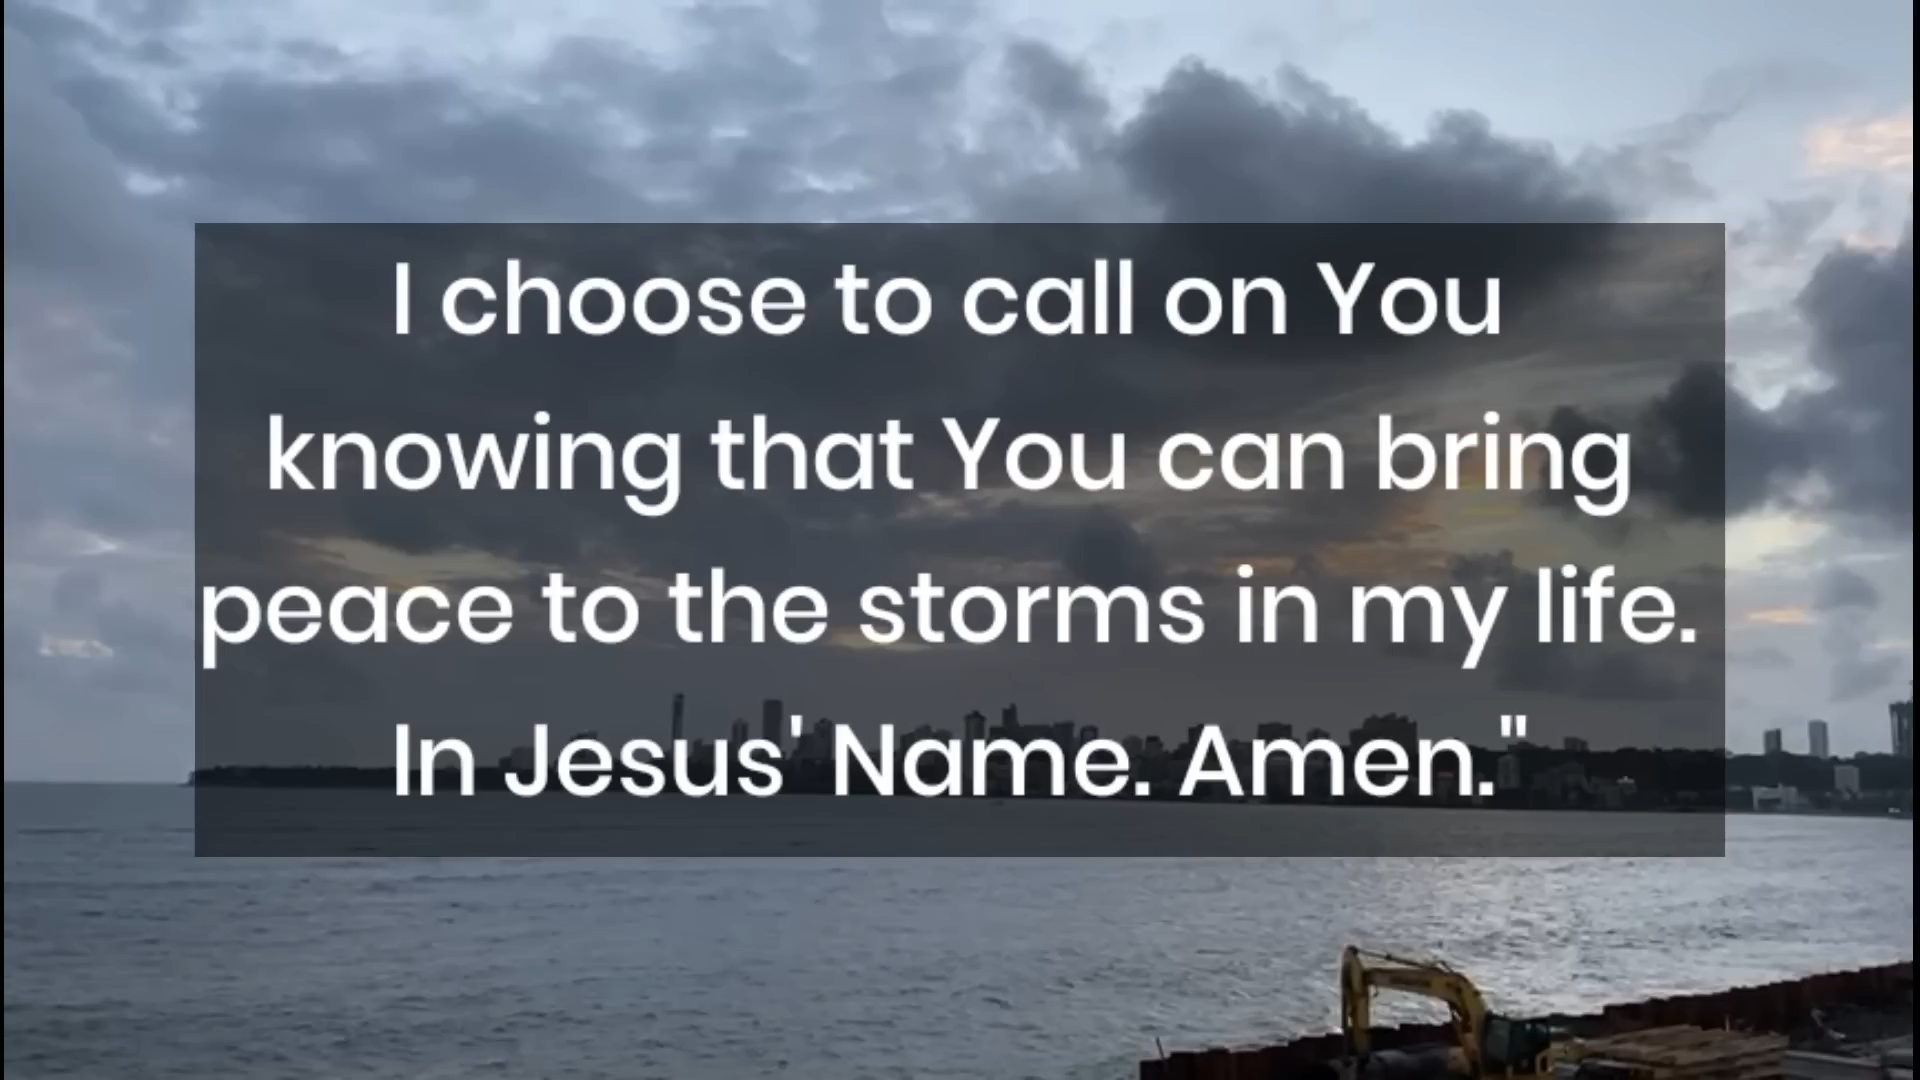 I choose to call on You
knowing that You can bring
peace to the storms in my life.
In Jesus' Name. Amen."